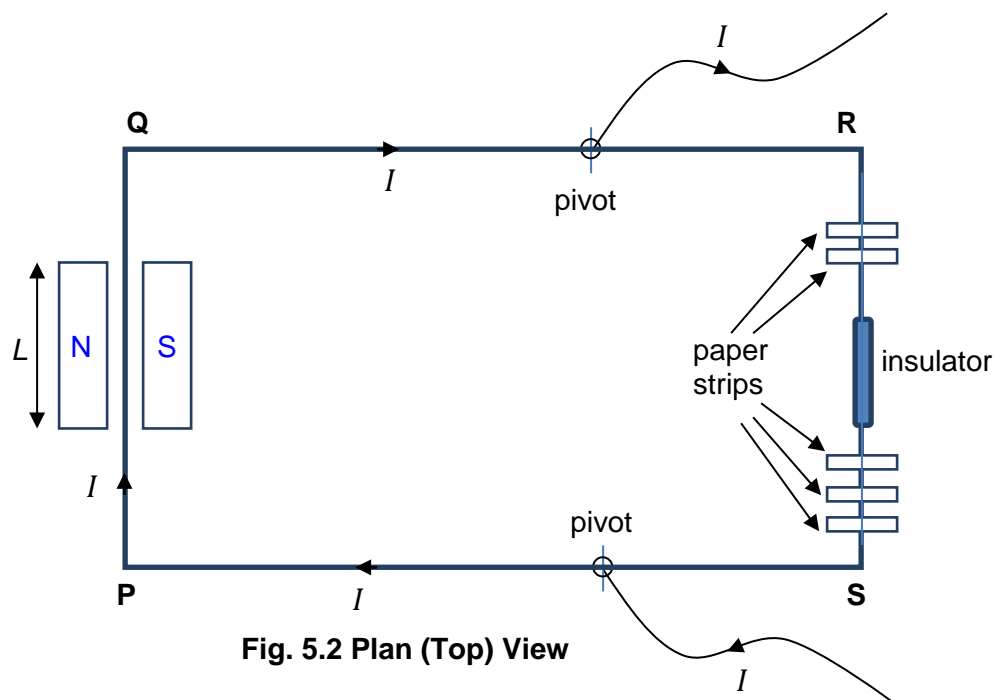 I
Q
R
I
pivot
N
S
L
paper
strips
insulator
I
pivot
P
I
S
Fig. 5.2 Plan (Top) View
I